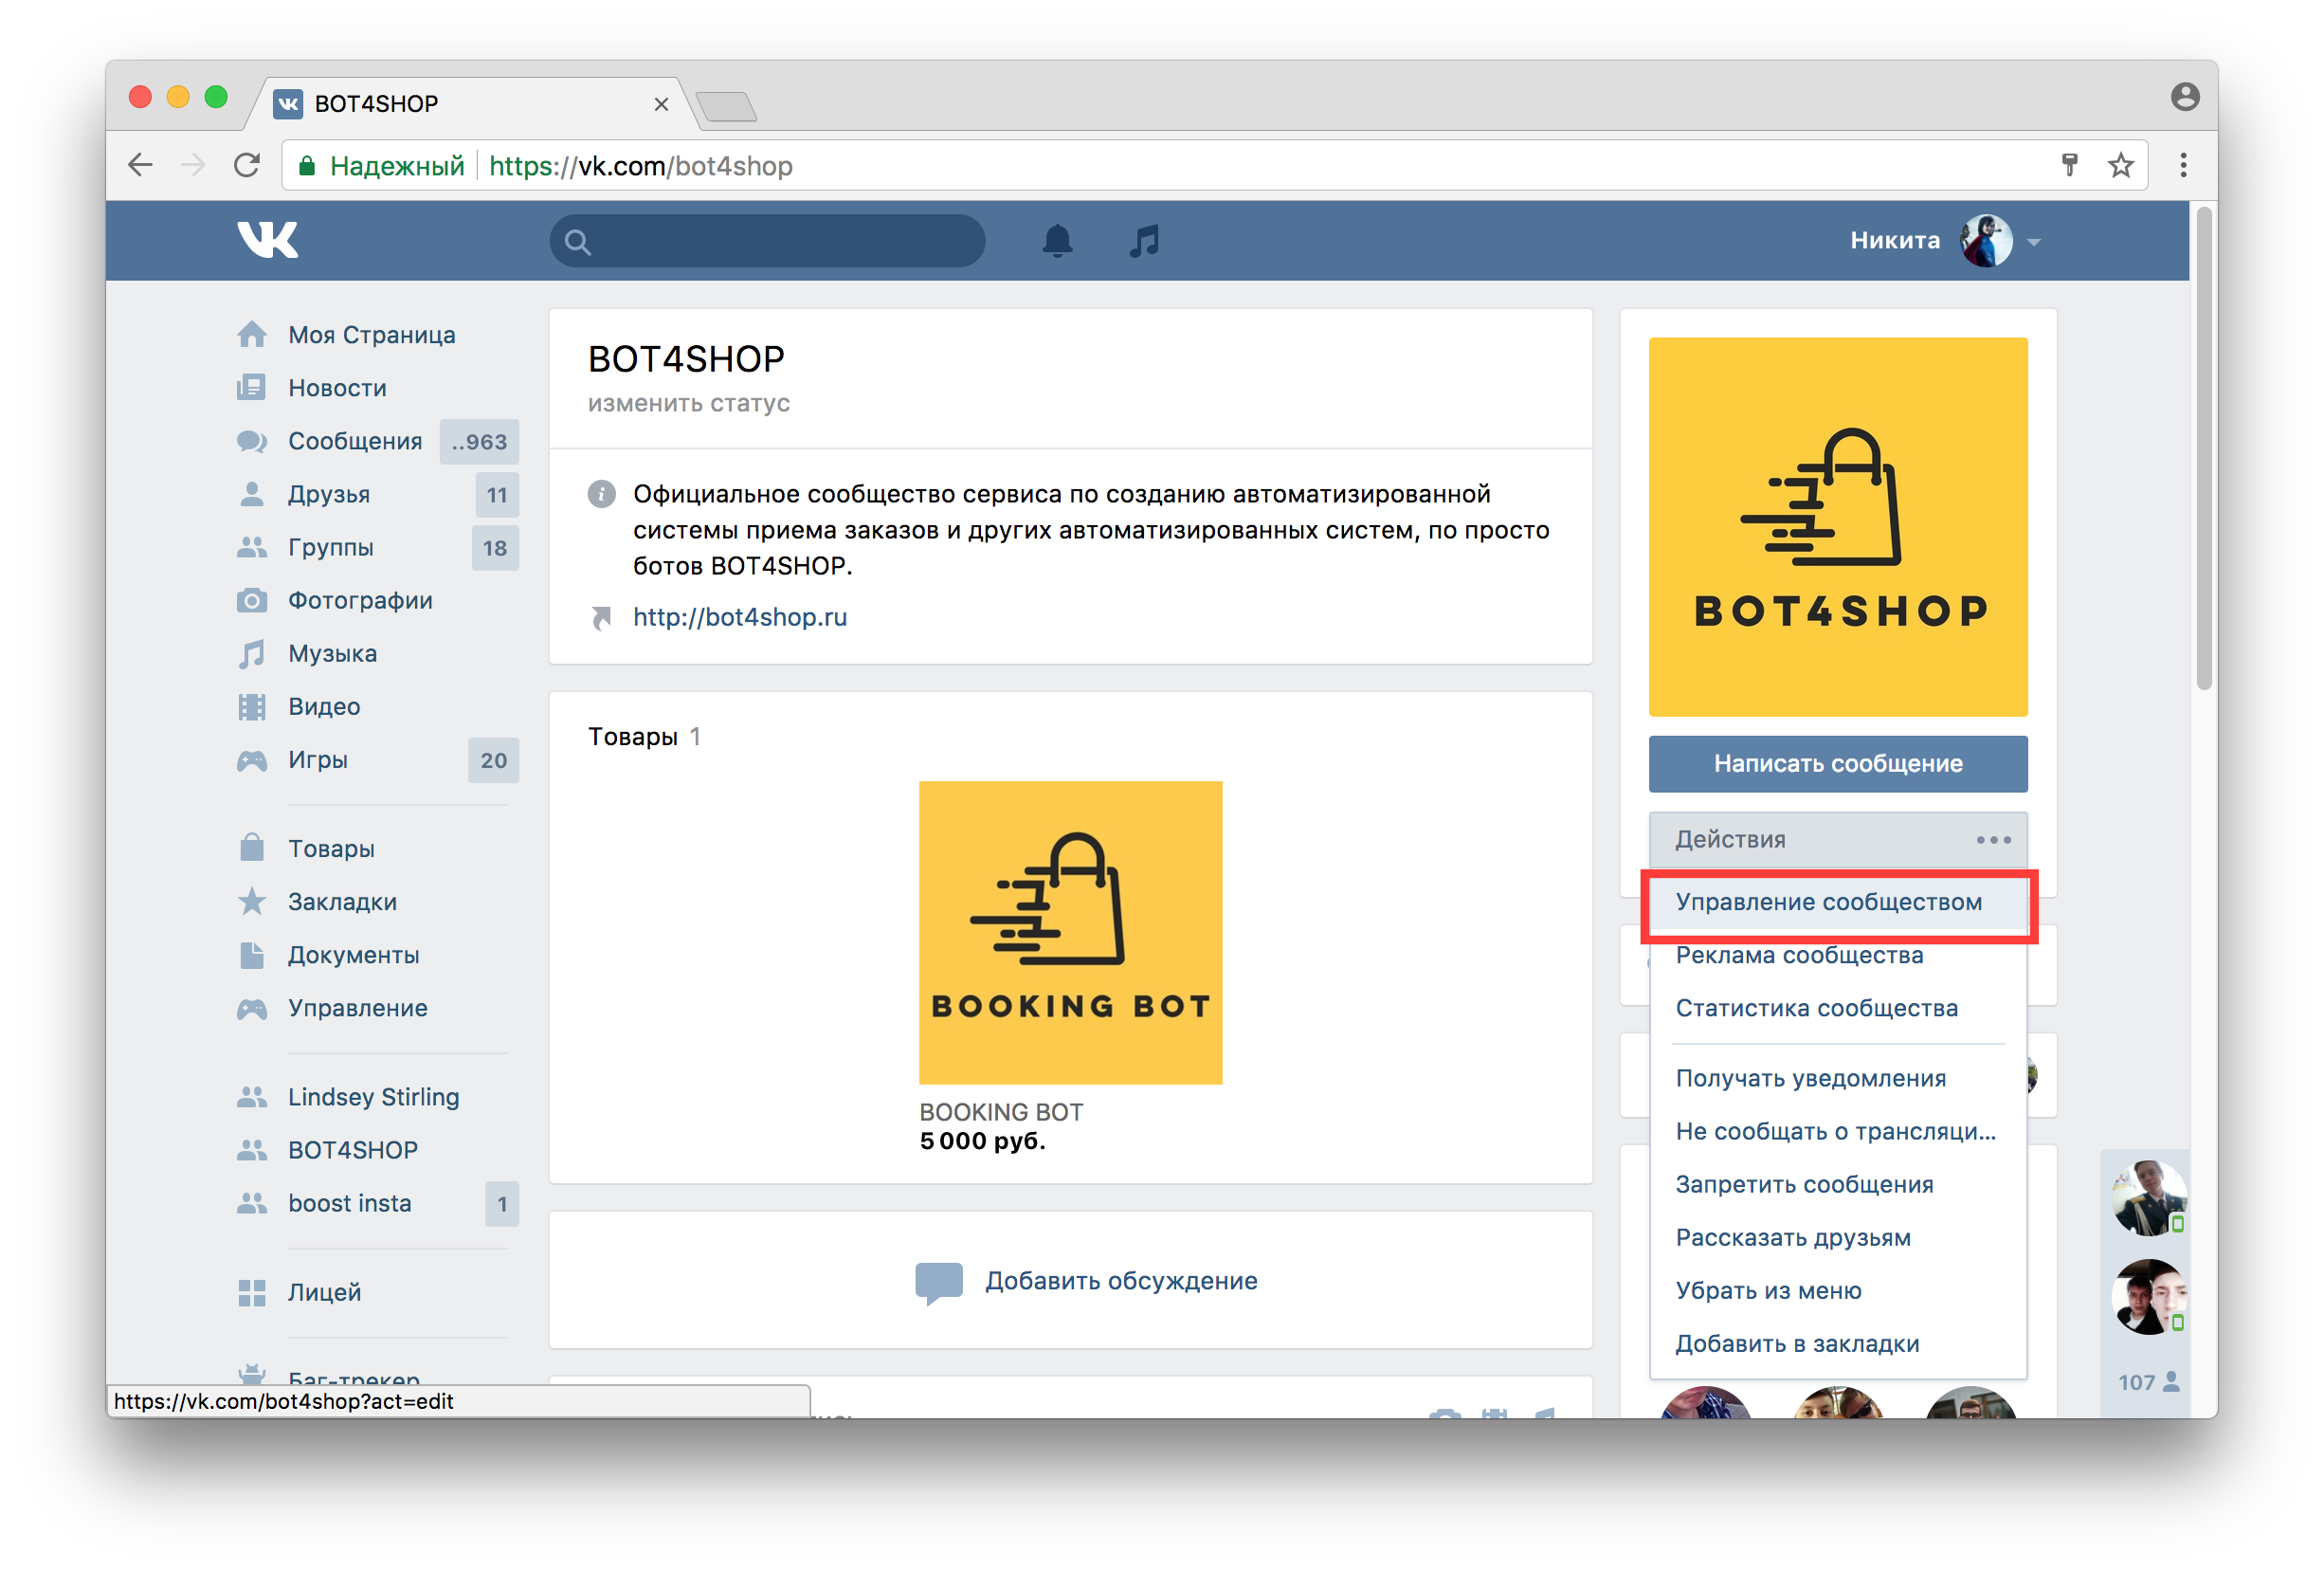 BOT4SHOP
Надежный
https://vk.com/bot4shop
Никита
Моя Страница
Новости
Сообщения ..963
Друзья 11
Группы 18
Фотографии
Музыка
Видео
Игры 20
Товары
Закладки
Документы
Управление
Lindsey Stirling
BOT4SHOP
boost insta 1
Лицей
Баг-трекер
https://vk.com/bot4shop?act=edit
BOT4SHOP
изменить статус
Официальное сообщество сервиса по созданию автоматизированной
системы приема заказов и других автоматизированных систем, по просто
ботов BOT4SHOP.
http://bot4shop.ru
Товары 1
BOOKING BOT
BOOKING BOT
5 000 руб.
Добавить обсуждение
BOT4SHOP
Написать сообщение
Действия
Управление сообществом
Реклама сообщества
Статистика сообщества
Получать уведомления
Не сообщать о трансляци...
Запретить сообщения
Рассказать друзьям
Убрать из меню
Добавить в закладки
107